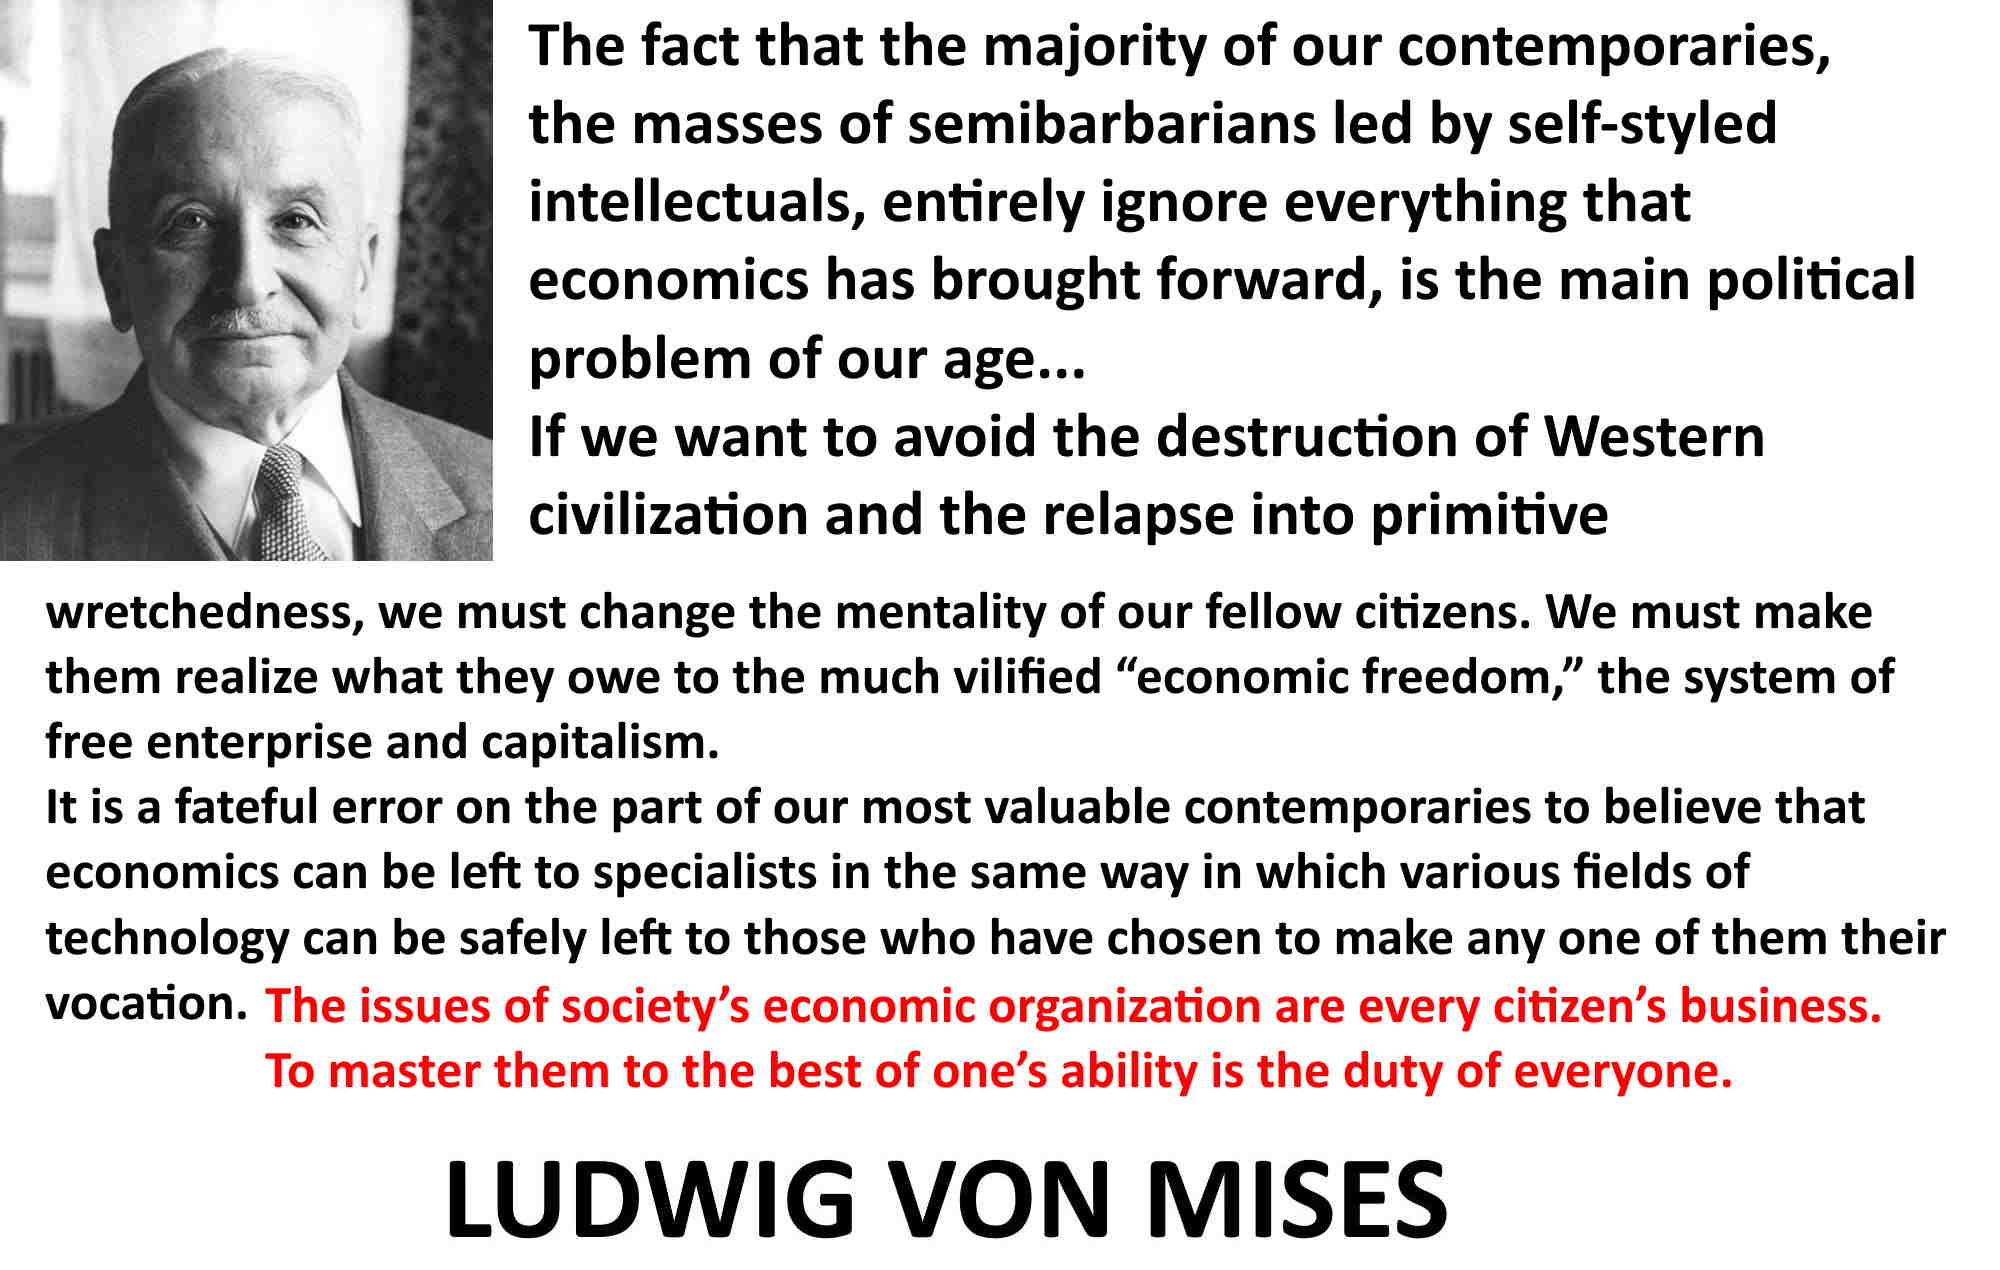 The fact that the majority of our contemporaries,
the masses of semibarbarians led by self-styled
intellectuals, entirely ignore everything that
economics has brought forward, is the main political
problem of our age...
If we want to avoid the destruction of Western
civilization and the relapse into primitive
wretchedness, we must change the mentality of our fellow citizens. We must make
them realize what they owe to the much vilified “economic freedom,” the system of
free enterprise and capitalism.
It is a fateful error on the part of our most valuable contemporaries to believe that
economics can be left to specialists in the same way in which various fields of
technology can be safely left to those who have chosen to make any one of them their
vocation. The issues of society’s economic organization are every citizen’s business.
To master them to the best of one’s ability is the duty of everyone.
LUDWIG VON MISES